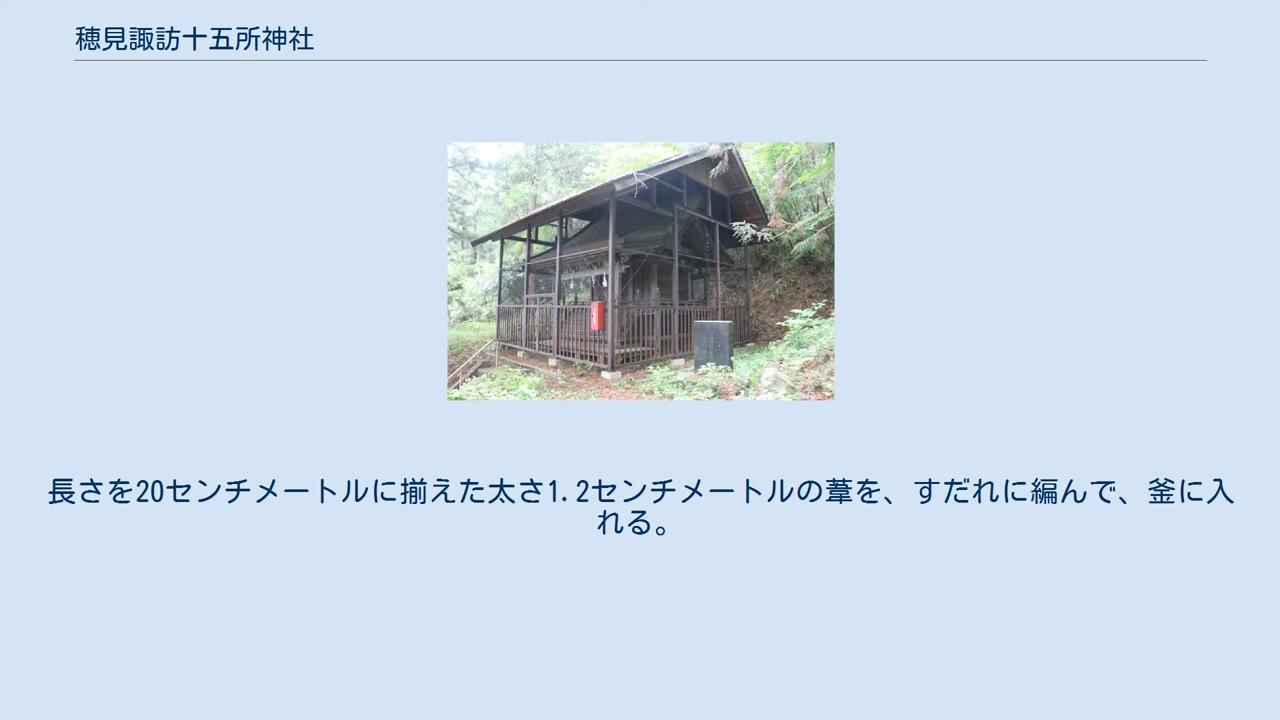 穂見諏訪十五所神社
長さを20センチメートルに揃えた太さ1.2センチメートルの葦を、すだれに編んで、釜に入
れる。